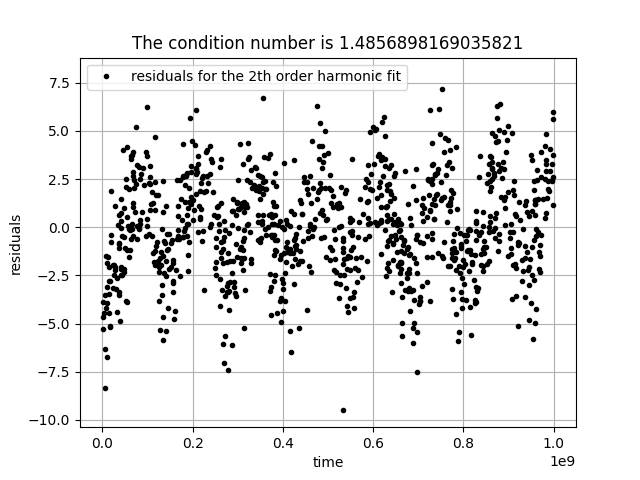 The condition number is 1.4856898169035821
residuals for the 2th order harmonic fit
7.5
5.0
2.5
0.0
−2.5
−5.0
−7.5
−10.0
residuals
0.0 0.2 0.4 0.6 0.8 1.0
time
1e9